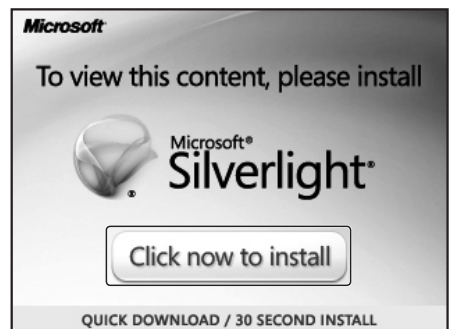 Microsoft
To view this content, please install
Microsoft®
Silverlight®
Click now to install
QUICK DOWNLOAD / 30 SECOND INSTALL